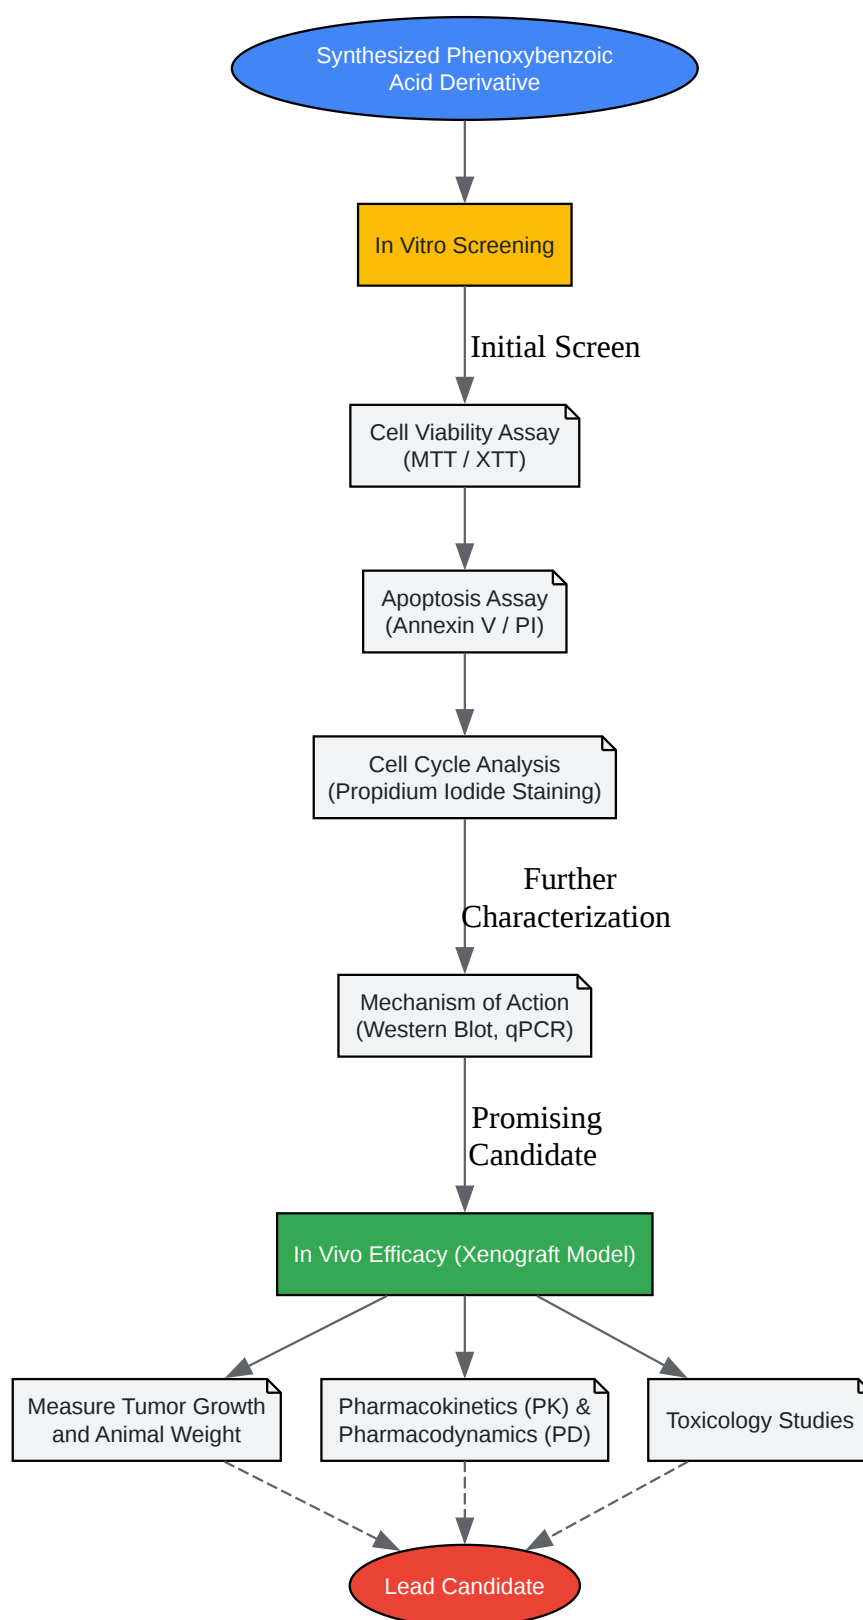 Synthesized Phenoxybenzoic
Acid Derivative
In Vitro Screening
Initial Screen
Cell Viability Assay
(MTT / XTT)
Apoptosis Assay
(Annexin V / PI)
Cell Cycle Analysis
(Propidium Iodide Staining)
Further
Characterization
Mechanism of Action
(Western Blot, qPCR)
Promising
Candidate
In Vivo Efficacy (Xenograft Model)
Measure Tumor Growth
and Animal Weight
Pharmacokinetics (PK) &
Pharmacodynamics (PD)
Toxicology Studies
Lead Candidate